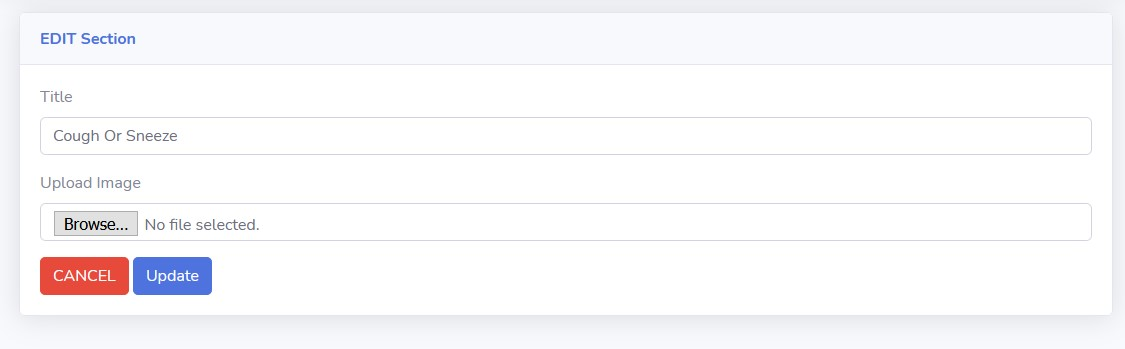 EDIT Section
Title
Cough Or Sneeze
Upload Image
Browse... No file selected.
CANCEL Update